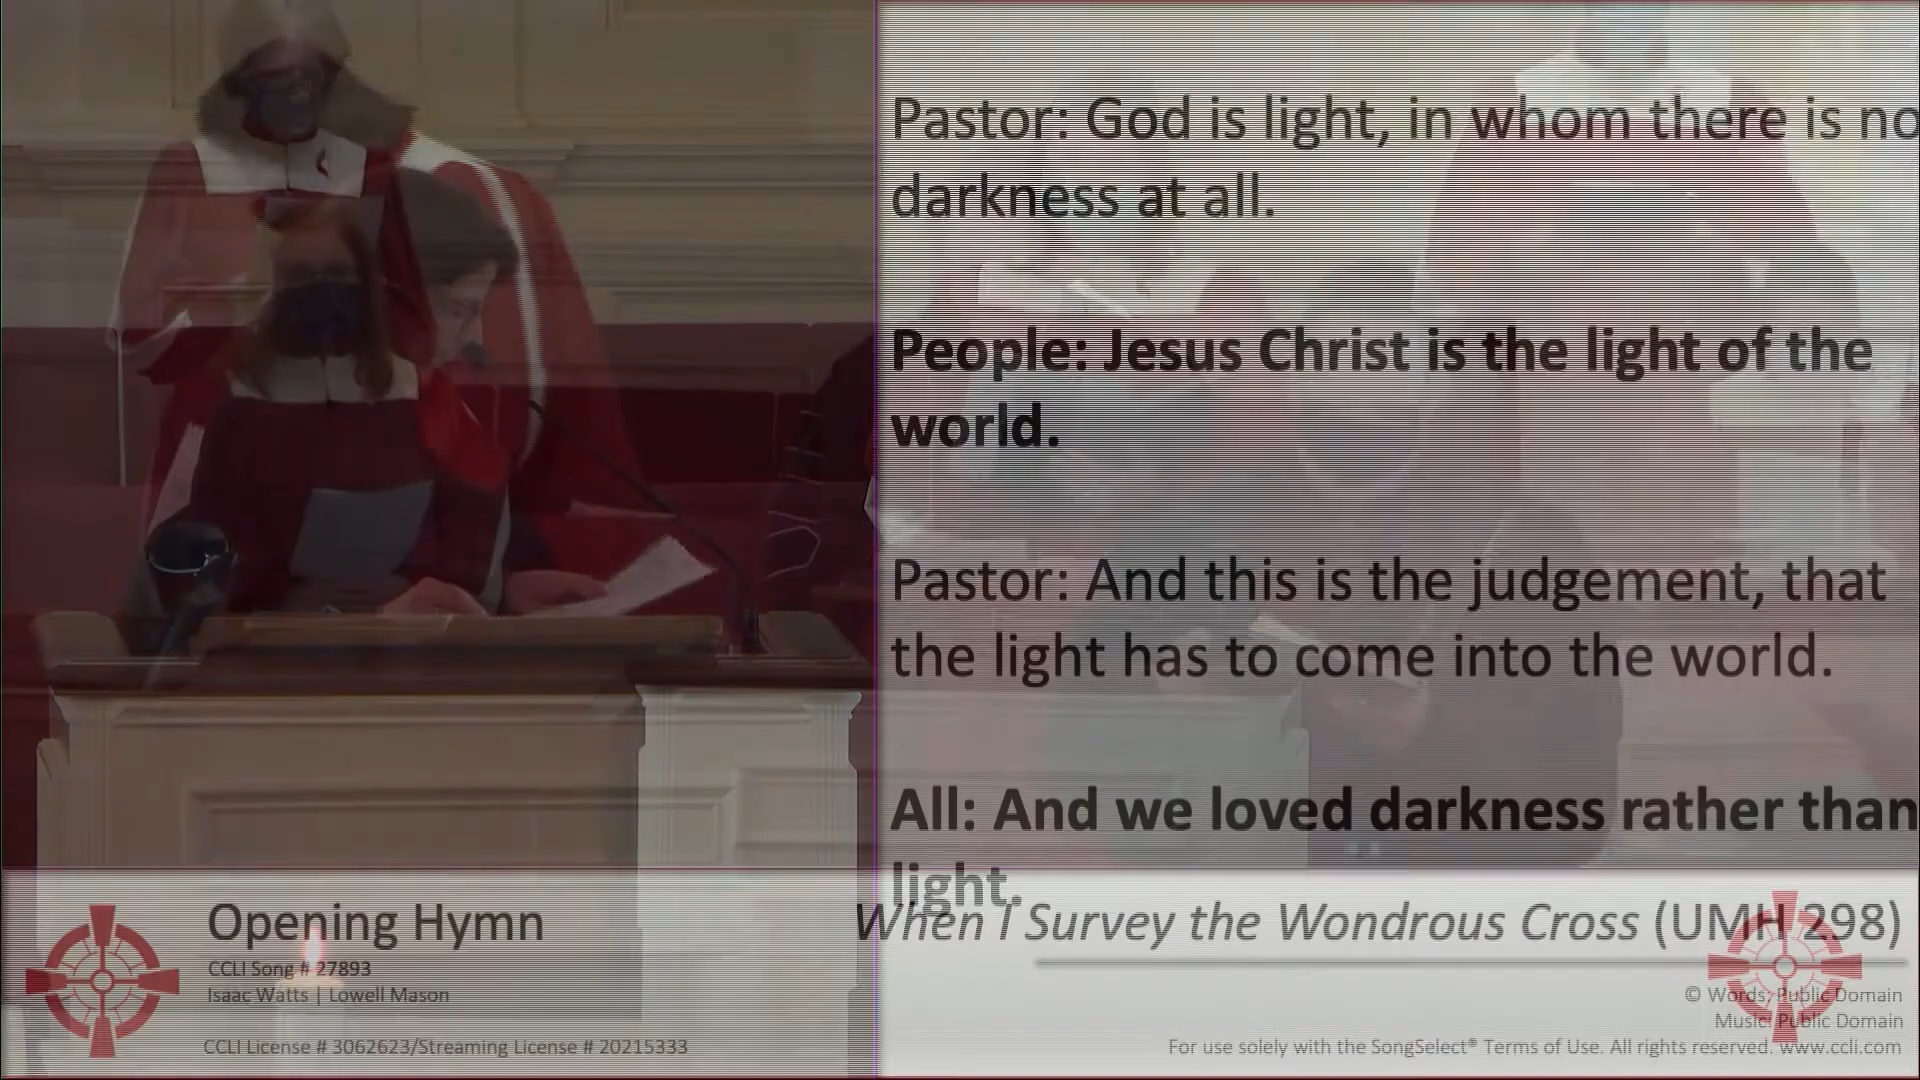 Pastor: God is light, in whom there is no
darkness at all.
People: Jesus Christ is the light of the
world.
Pastor: And this is the judgement, that
the light has to come into the world.
All: And we loved darkness rather than
light.
Opening Hymn
When I Survey the Wondrous Cross (UMH 298)
CCLI Song # 27893
Isaac Watts | Lowell Mason
© Words: Public Domain
Music: Public Domain
CCLI License # 3062623/Streaming License # 20215333
For use solely with the SongSelect® Terms of Use. All rights reserved. www.ccli.com